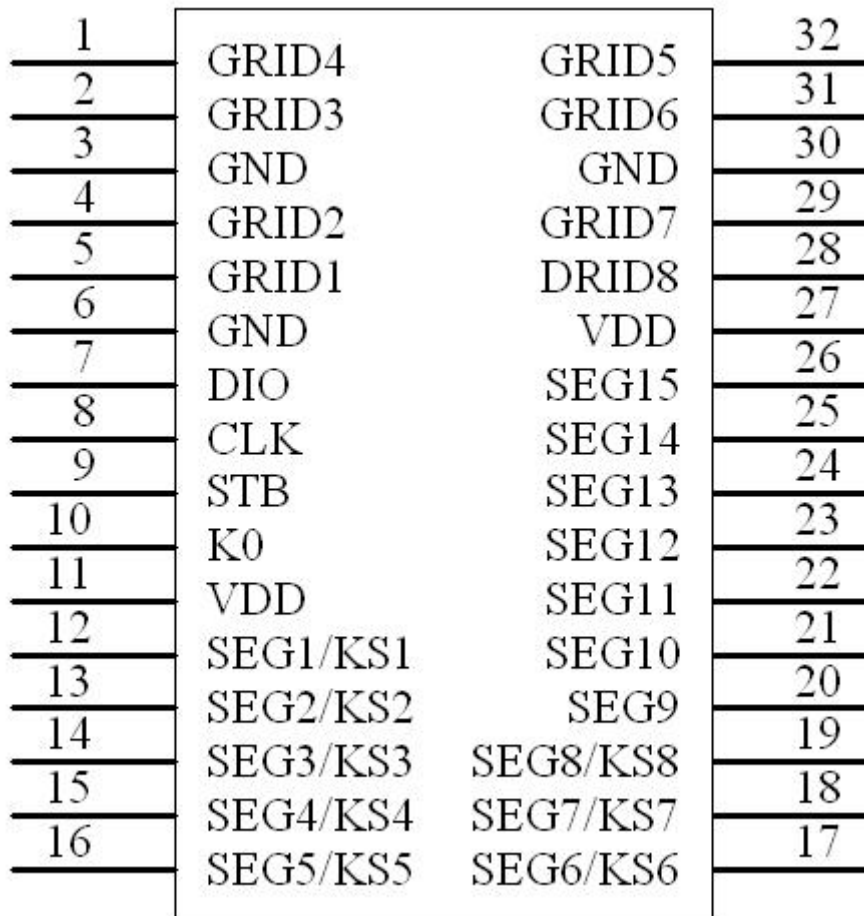 1 GRID4 GRID5 32
2 GRID3 GRID6 31
3 GND GND 30
4 GRID2 GRID7 29
5 GRID1 DRID8 28
6 GND VDD 27
7 DIO SEG15 26
8 CLK SEG14 25
9 STB SEG13 24
10 K0 SEG12 23
11 VDD SEG11 22
12 SEG1/KS1 SEG10 21
13 SEG2/KS2 SEG9 20
14 SEG3/KS3 SEG8/KS8 19
15 SEG4/KS4 SEG7/KS7 18
16 SEG5/KS5 SEG6/KS6 17